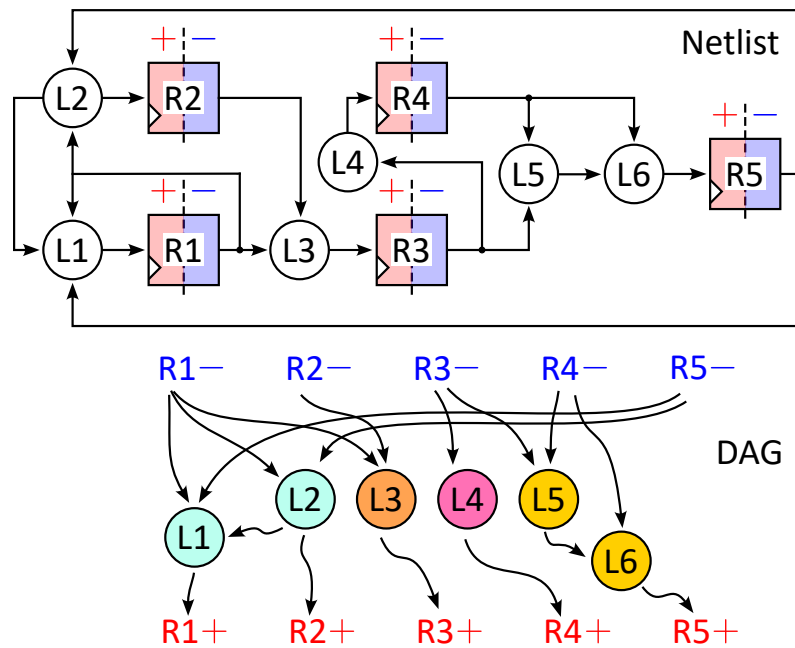 Netlist
+ − + −
L2 R2 R4 + −
L4 L5 L6 R5
+ − + −
L1 R1 L3 R3
R1− R2− R3− R4− R5−
DAG
L2 L3 L4 L5
L1 L6
R1+ R2+ R3+ R4+ R5+